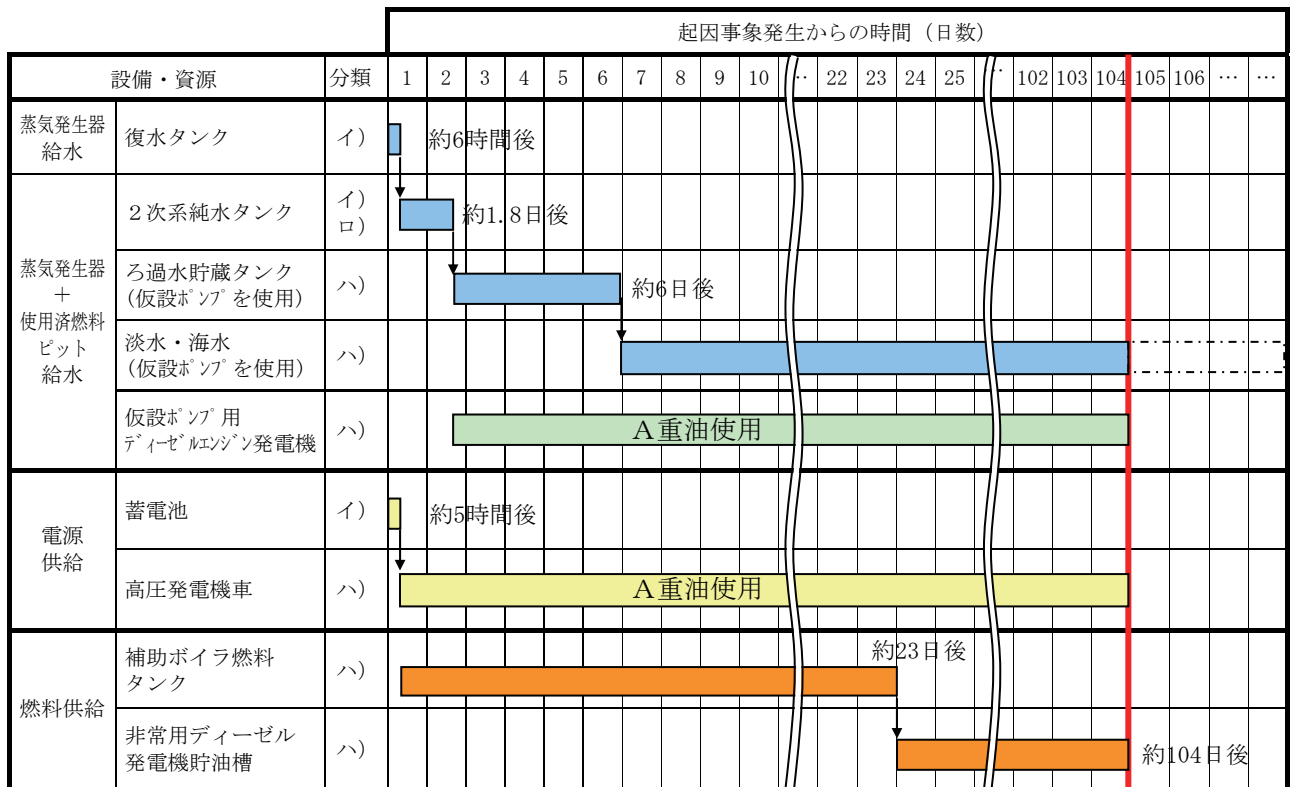 起因事象発生からの時間（日数）
設備・資源 分類 1 2 3 4 5 6 7 8 9 10 ‥ 22 23 24 25 ‥ 102 103 104 105 106 … …
蒸気発生器
給水
復水タンク イ） 約6時間後
蒸気発生器
＋
使用済燃料
ピット
給水
２次系純水タンク イ）
ロ）
約1.8日後
ろ過水貯蔵タンク
(仮設ﾎﾟﾝﾌﾟを使用) ハ） 約6日後
淡水・海水
(仮設ﾎﾟﾝﾌﾟを使用) ハ）
仮設ﾎﾟﾝﾌﾟ用
ﾃﾞｨｰｾﾞﾙｴﾝｼﾞﾝ発電機 ハ） Ａ重油使用
電源
供給
蓄電池 イ） 約5時間後
高圧発電機車 ハ） Ａ重油使用
燃料供給
補助ボイラ燃料
タンク ハ） 約23日後
非常用ディーゼル
発電機貯油槽 ハ） 約104日後